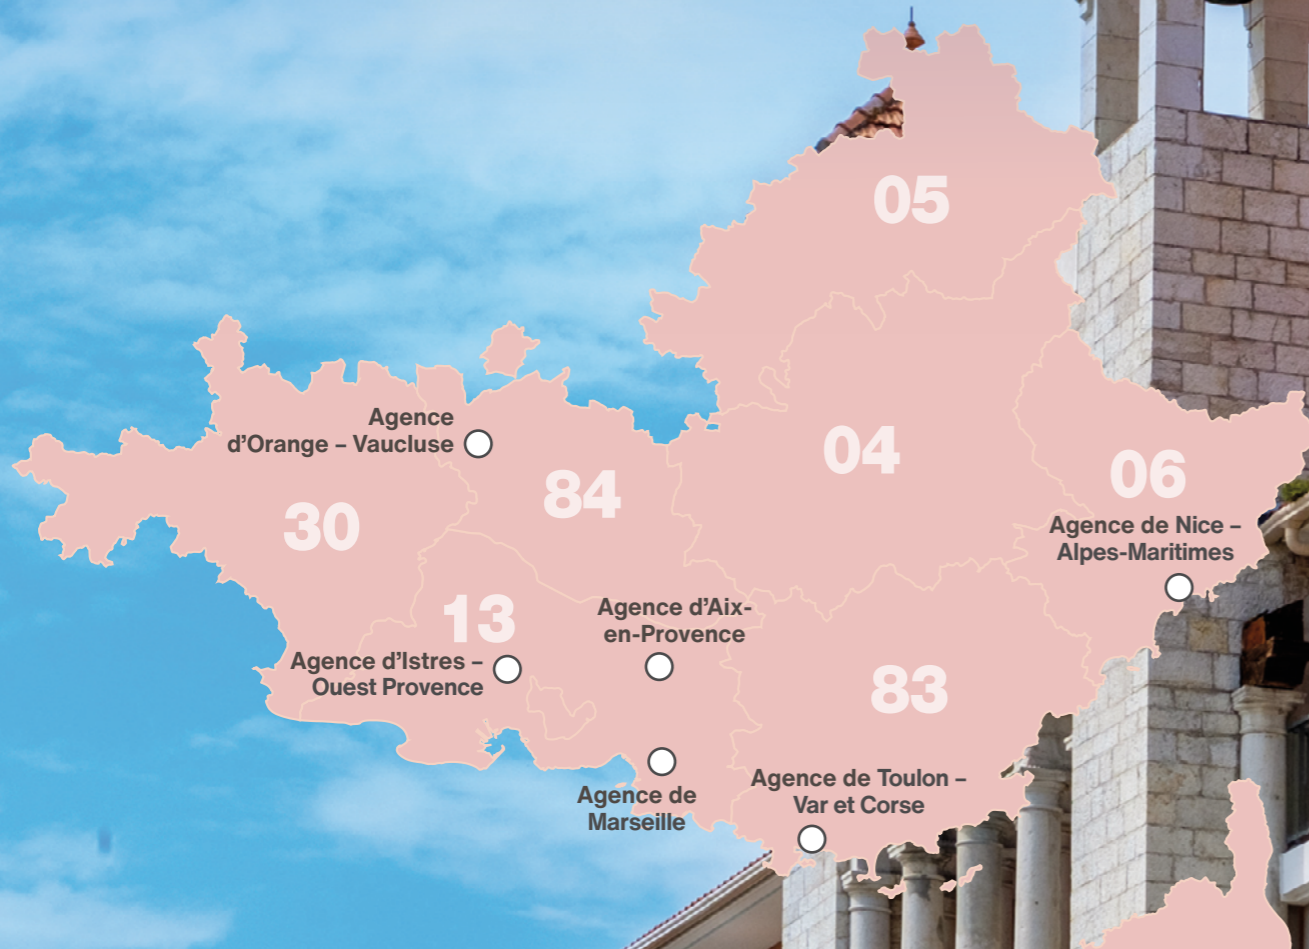 05
Agence
d’Orange – Vaucluse
04
84
06
30
Agence de Nice –
Alpes-Maritimes
13
Agence d’Aix-
en-Provence
Agence d’Istres –
Ouest Provence
83
Agence de Toulon –
Var et Corse
Agence de
Marseille